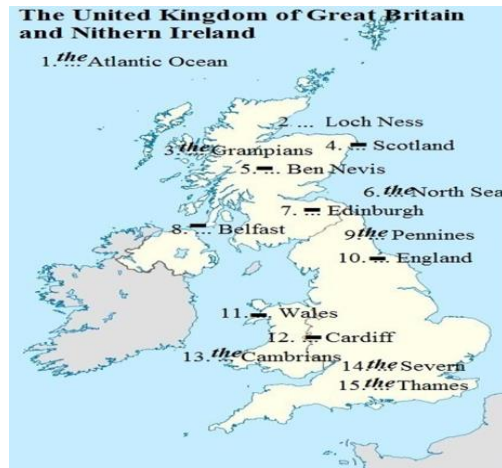 The United Kingdom of Great Britain
and Nithern Ireland
1. the ... Atlantic Ocean
2 ... Loch Ness
3 the ... Grampians
4. – ... Scotland
5. – ... Ben Nevis
6. the ... North Sea
7. – ... Edinburgh
8. – ... Belfast
9. the ... Pennines
10. – ... England
11. – ... Wales
12. – ... Cardiff
13. the ... Cambrians
14. the ... Severn
15. the ... Thames